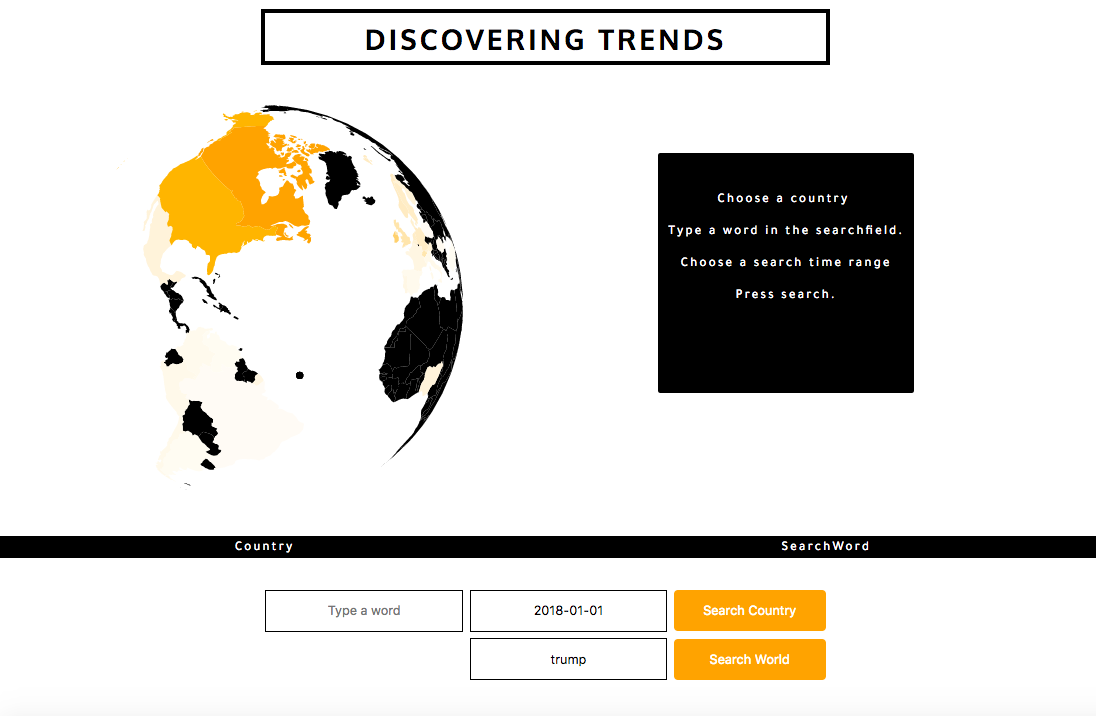 DISCOVERING TRENDS
Choose a country
Type a word in the searchfield.
Choose a search time range
Press search.
Country
SearchWord
Type a word
2018-01-01
Search Country
trump
Search World